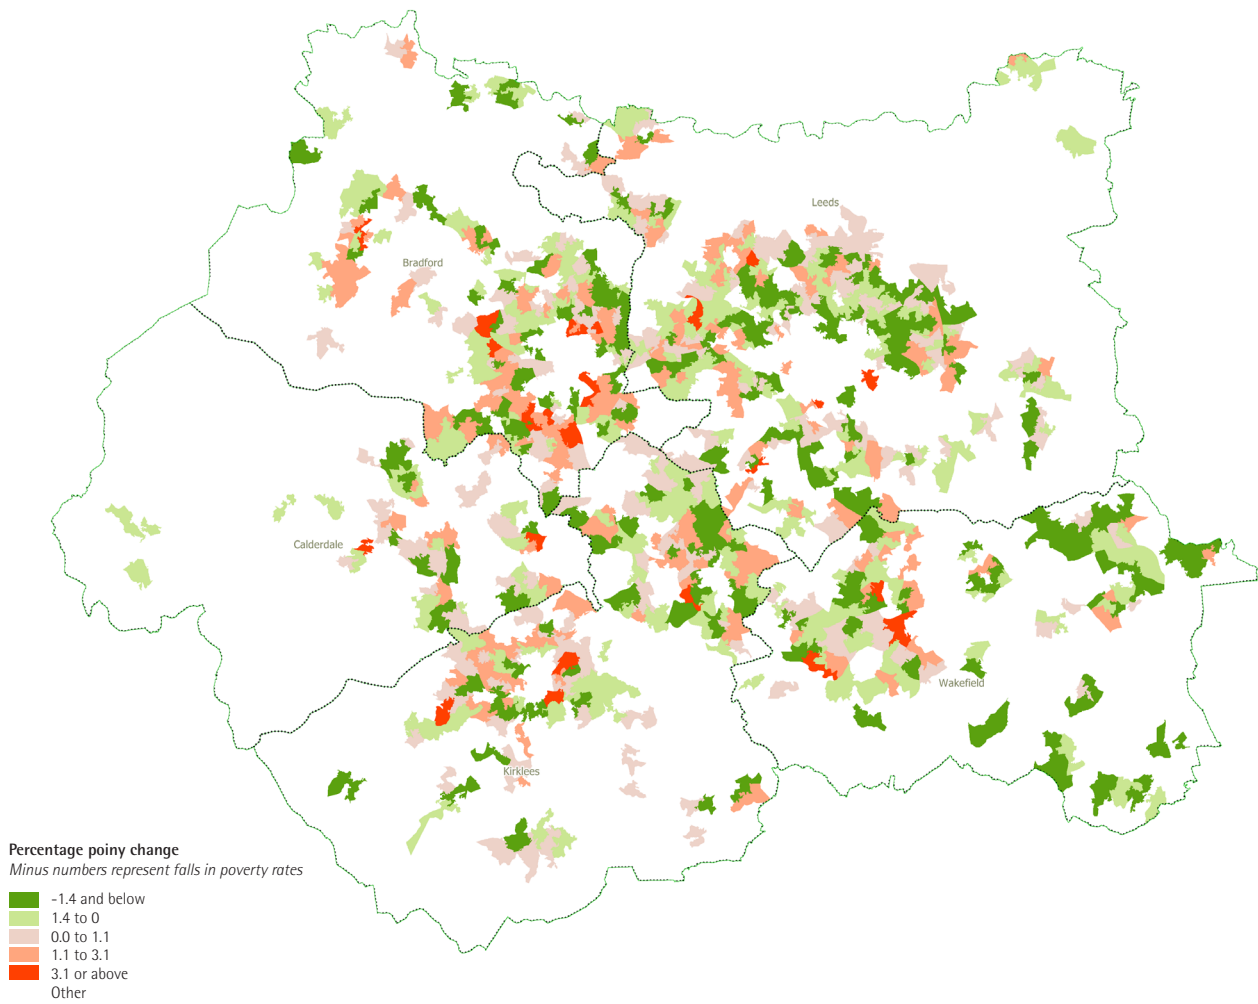 Leeds
Bradford
Calderdale
Wakefield
Kirklees
Percentage poiny change
Minus numbers represent falls in poverty rates
-1.4 and below
1.4 to 0
0.0 to 1.1
1.1 to 3.1
3.1 or above
Other